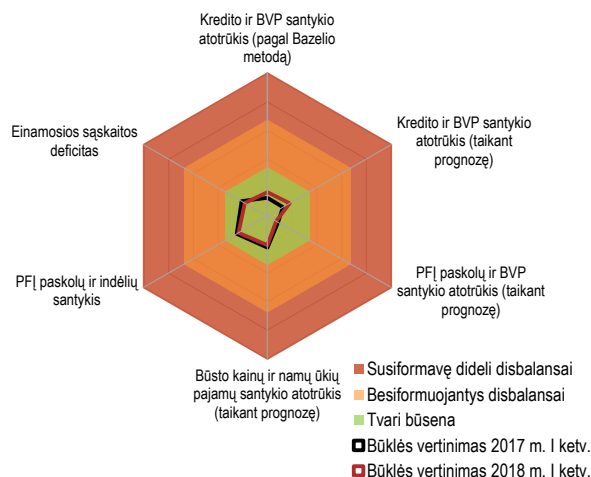 Kredito ir BVP santykio
atotrūkis (pagal Bazelio
metodą)
Kredito ir BVP santykio
atotrūkis (taikant
prognozę)
PFĮ paskolų ir BVP
santykio atotrūkis (taikant
prognozę)
Būsto kainų ir namų ūkių
pajamų santykio atotrūkis
(taikant prognozę)
PFĮ paskolų ir indėlių
santykis
Einamosios sąskaitos
deficitas
Susiformavę dideli disbalansai
Besiformuojantys disbalansai
Tvari būsena
Būklės vertinimas 2017 m. I ketv.
Būklės vertinimas 2018 m. I ketv.